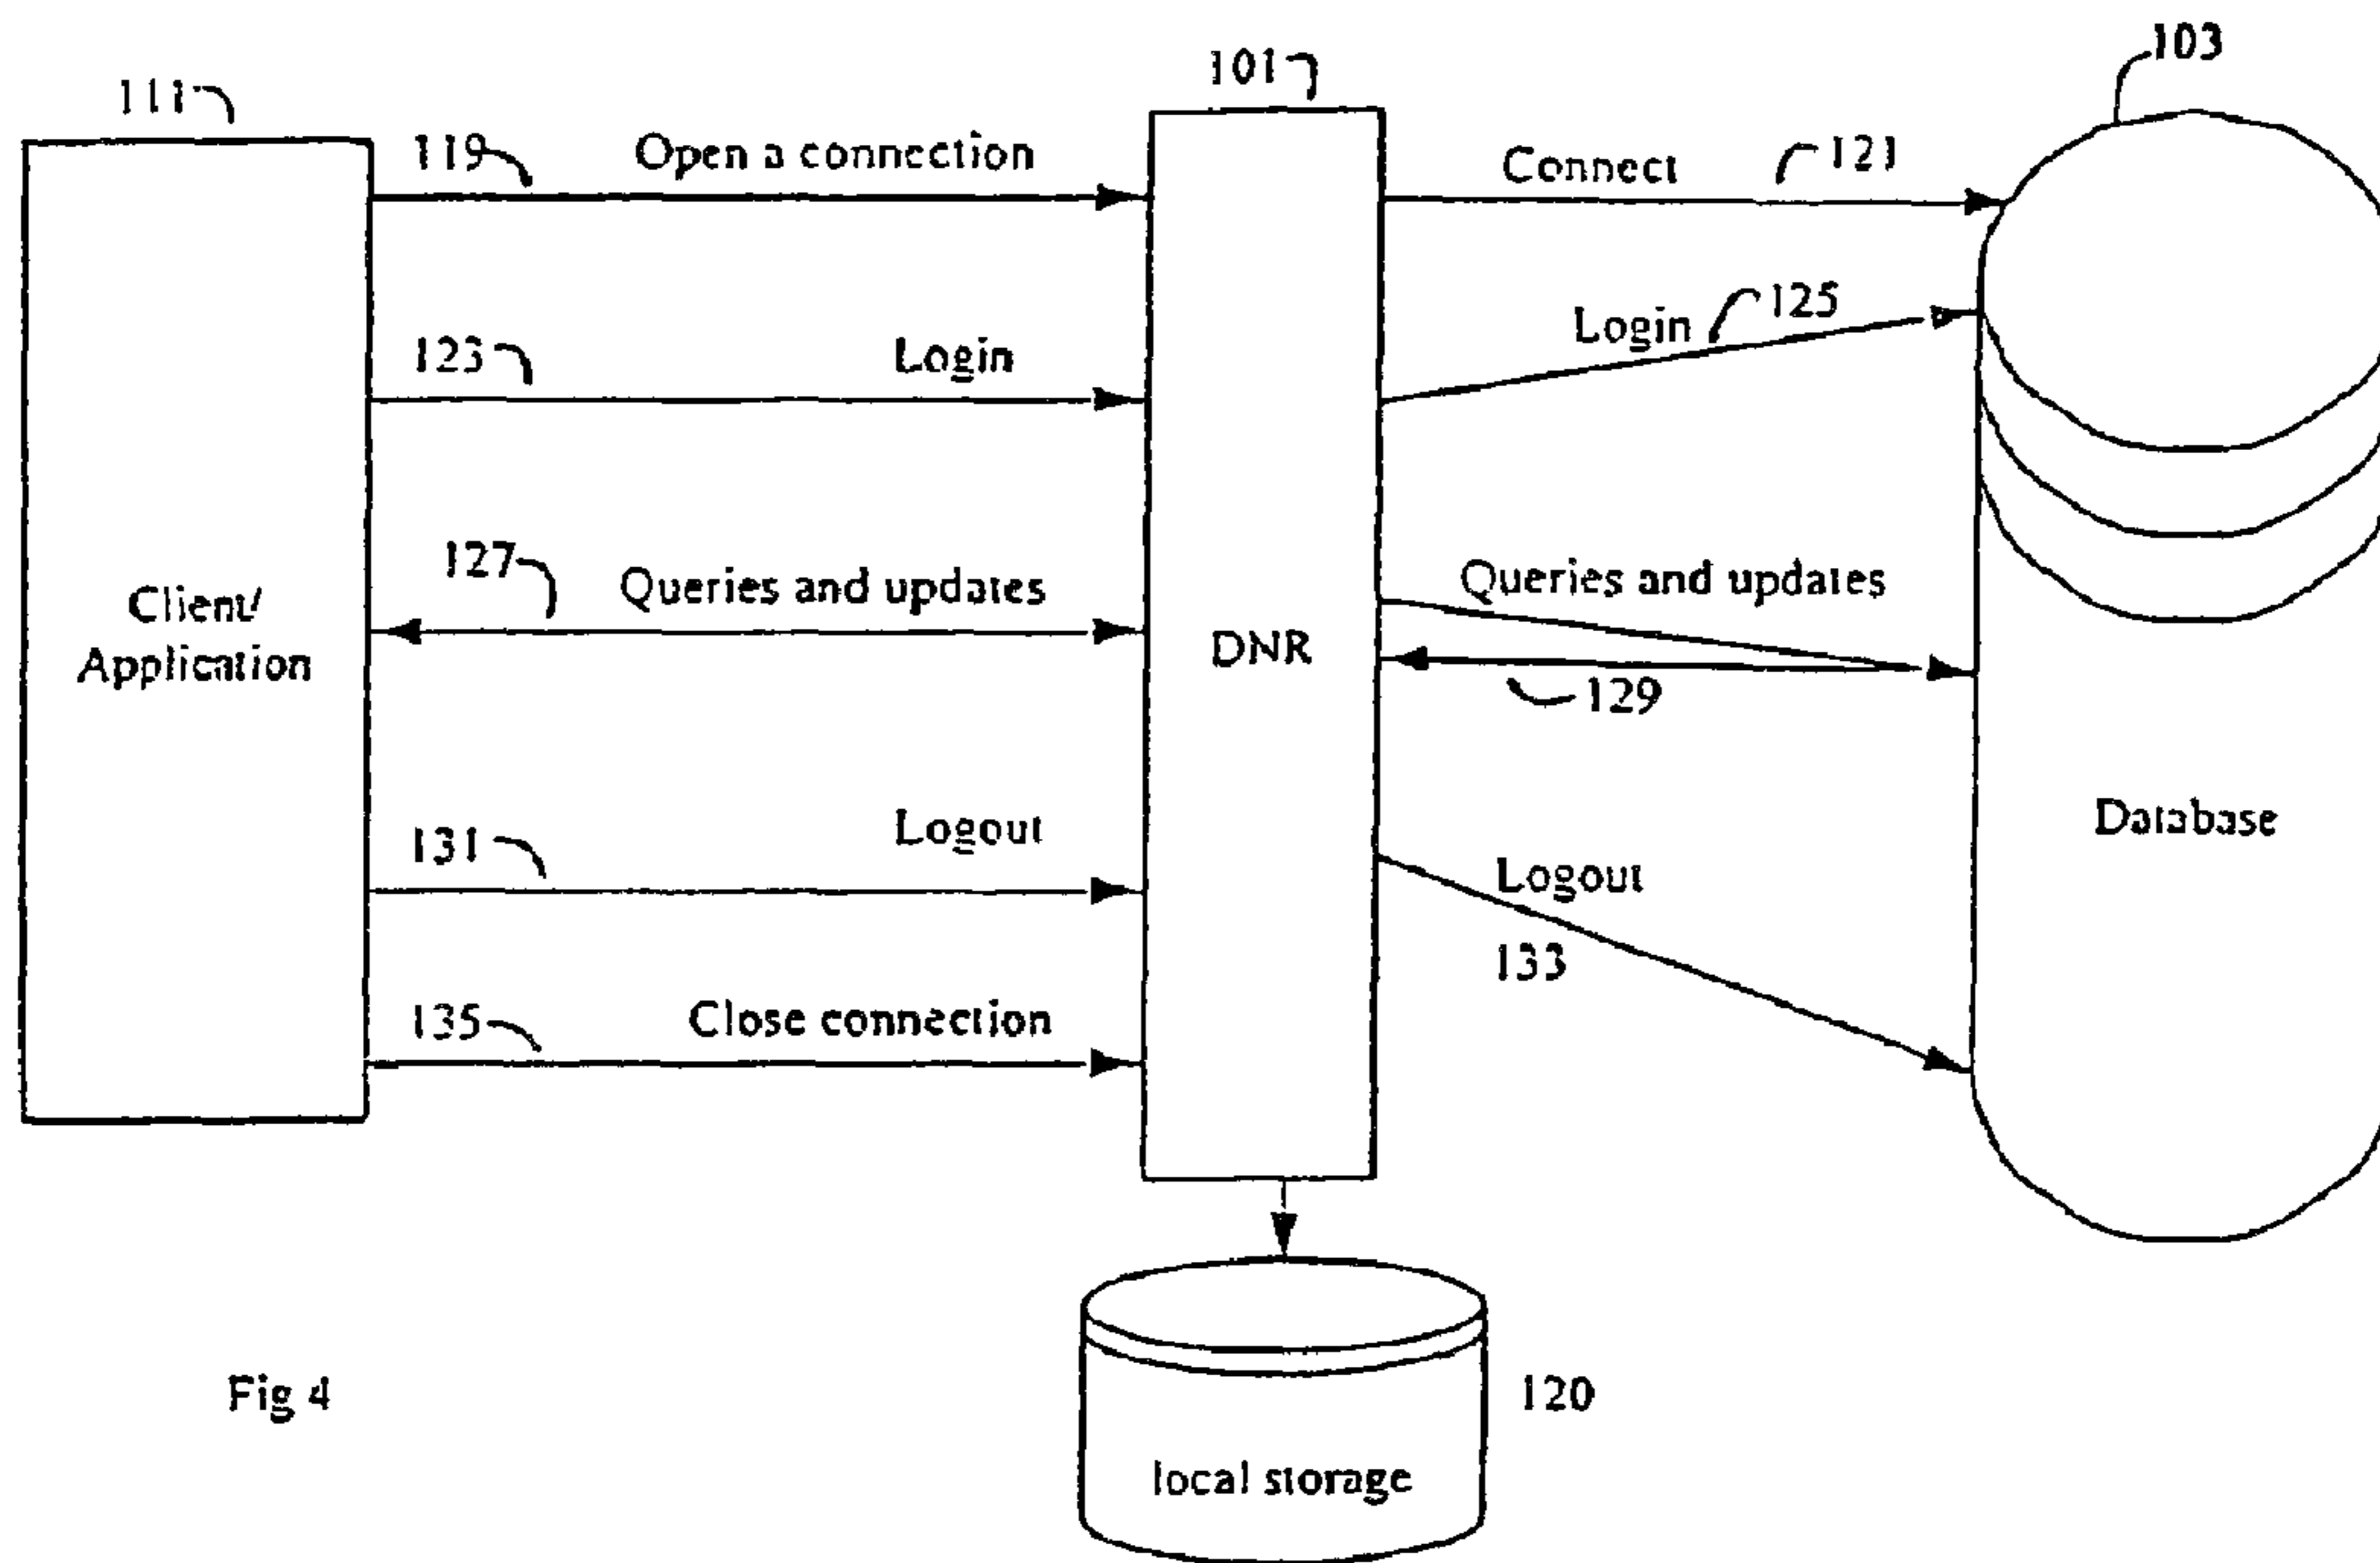 103
101
111
119
Open a connection
Connect
121
125
Login
123
Login
127
Queries and updates
Queries and updates
Client/
Application
DNR
129
Database
Logout
131
Logout
133
135
Close connection
Fig 4
120
local storage